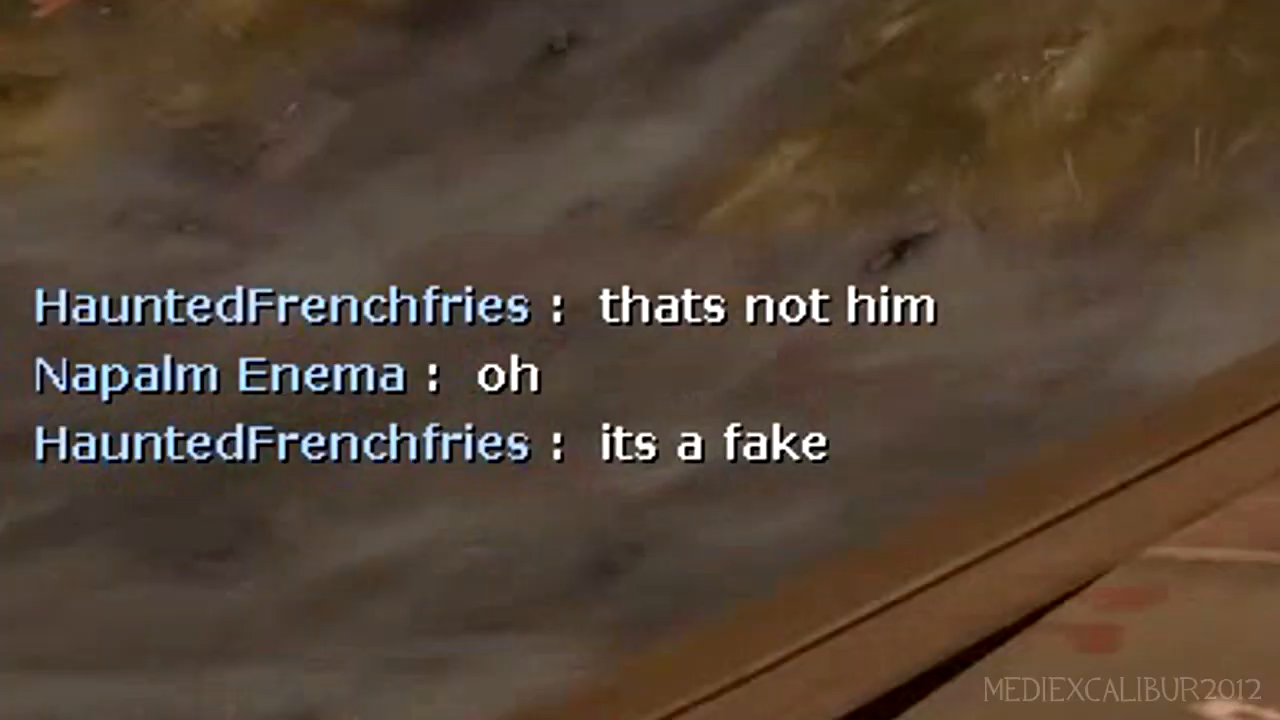 HauntedFrenchfries :  thats not him
Napalm Enema :  oh
HauntedFrenchfries :  its a fake
MEDIEXCALIBUR2012